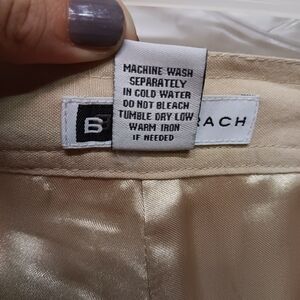 MACHINE WASH
SEPARATELY
IN COLD WATER
DO NOT BLEACH
TUMBLE DRY LOW
WARM IRON
IF NEEDED
B RACH